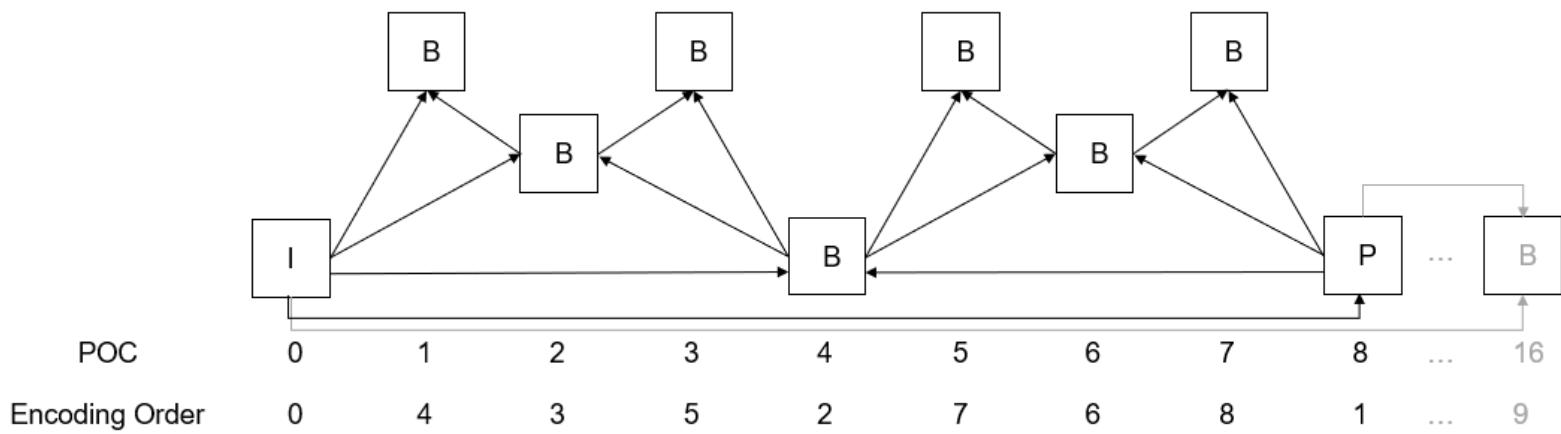 B B B B
B B
I B P ... B
POC 0 1 2 3 4 5 6 7 8 ... 16
Encoding Order 0 4 3 5 2 7 6 8 1 ... 9